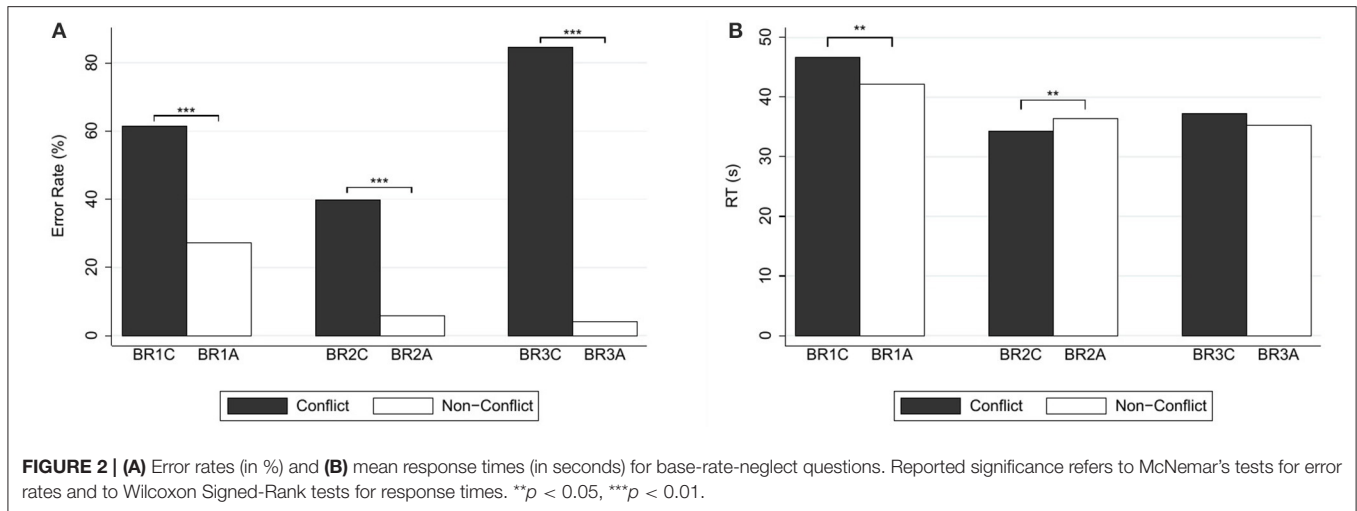 A
Error Rate (%)
80
60
40
20
0
***
***
***
BR1C BR1A BR2C BR2A BR3C BR3A
Conflict Non−Conflict
B
RT (s)
50
40
30
20
10
0
**
**
BR1C BR1A BR2C BR2A BR3C BR3A
Conflict Non−Conflict
FIGURE 2 | (A) Error rates (in %) and (B) mean response times (in seconds) for base-rate-neglect questions. Reported significance refers to McNemar’s tests for error
rates and to Wilcoxon Signed-Rank tests for response times. **p < 0.05, ***p < 0.01.